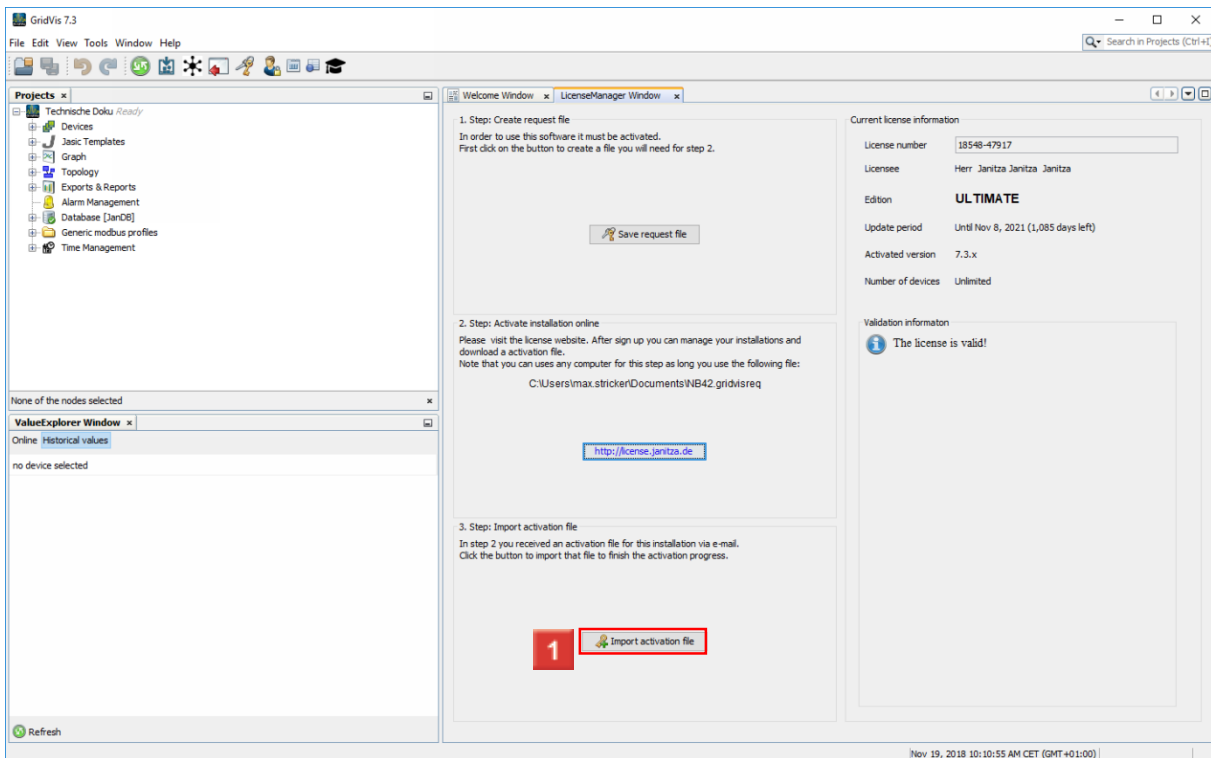 GridVis 7.3
File Edit View Tools Window Help
Search in Projects (Ctrl+I)
Projects
Technische Doku Ready
Devices
Jasic Templates
Graph
Topology
Exports & Reports
Alarm Management
Database [JanDB]
Generic modbus profiles
Time Management
None of the nodes selected
ValueExplorer Window
Online Historical values
no device selected
Refresh
Welcome Window LicenseManager Window
1. Step: Create request file
In order to use this software it must be activated.
First click on the button to create a file you will need for step 2.
Save request file
2. Step: Activate installation online
Please visit the license website. After sign up you can manage your installations and
download a activation file.
Note that you can uses any computer for this step as long you use the following file:
C:\Users\max.stricker\Documents\NB42.gridvisreq
http://license.janitza.de
3. Step: Import activation file
In step 2 you received an activation file for this installation via e-mail.
Click the button to import that file to finish the activation progress.
1
Import activation file
Current license information
License number 18548-47917
Licensee Herr Janitza Janitza Janitza
Edition ULTIMATE
Update period Until Nov 8, 2021 (1,085 days left)
Activated version 7.3.x
Number of devices Unlimited
Validation informaton
The license is valid!
Nov 19, 2018 10:10:55 AM CET (GMT+01:00)